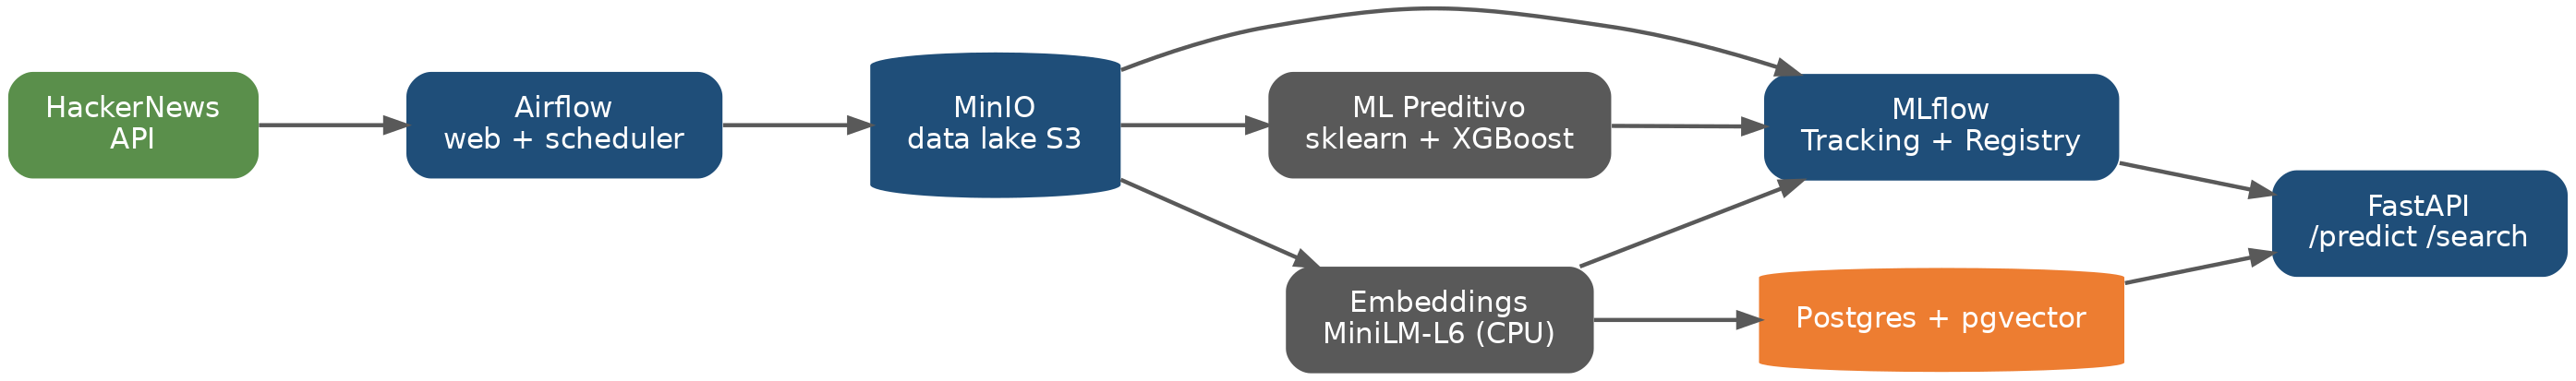 HackerNews
API
Airflow
web + scheduler
MinIO
data lake S3
ML Preditivo
sklearn + XGBoost
MLflow
Tracking + Registry
FastAPI
/predict /search
Embeddings
MiniLM-L6 (CPU)
Postgres + pgvector